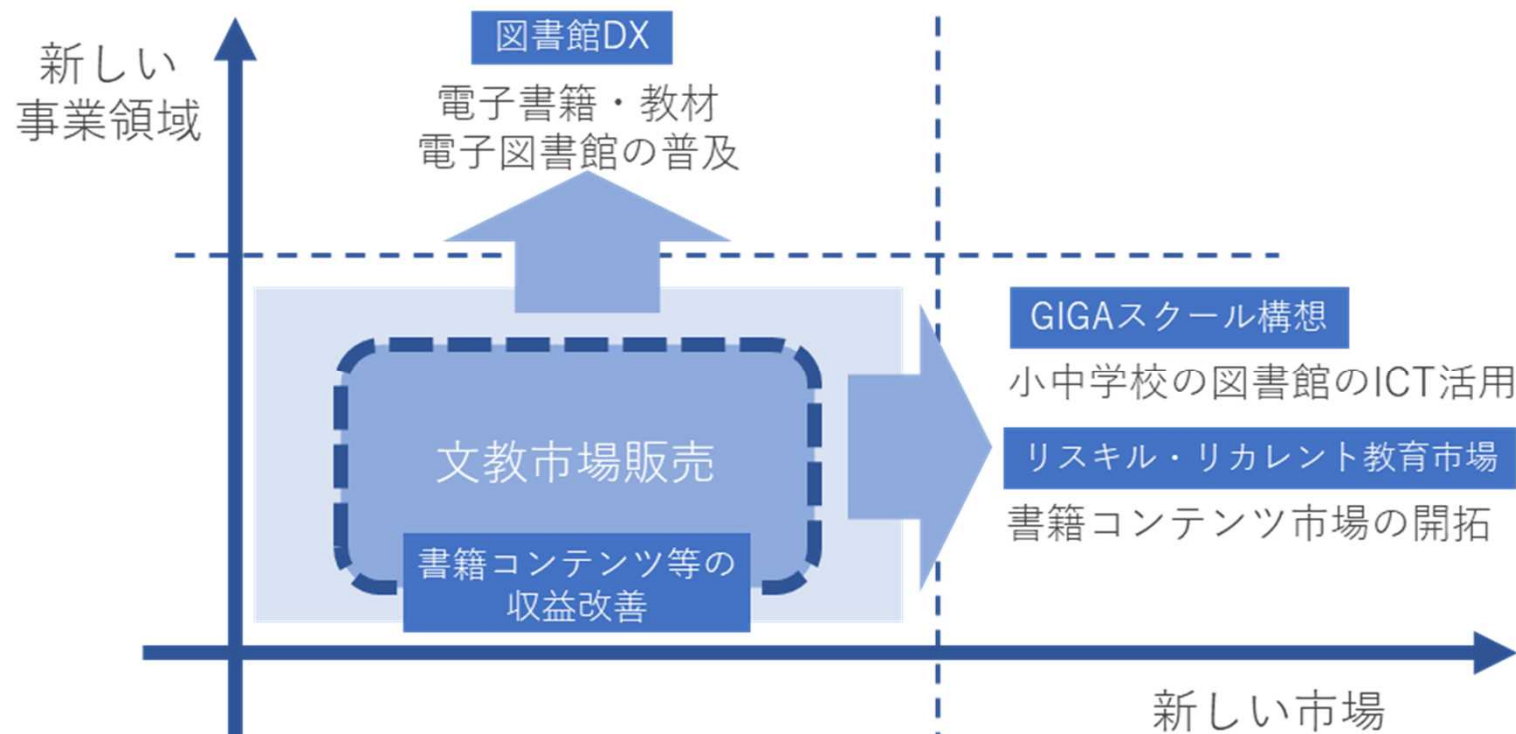 新しい
事業領域
図書館DX
電子書籍・教材
電子図書館の普及
GIGAスクール構想
小中学校の図書館のICT活用
リスキル・リカレント教育市場
書籍コンテンツ市場の開拓
文教市場販売
書籍コンテンツ等の
収益改善
新しい市場